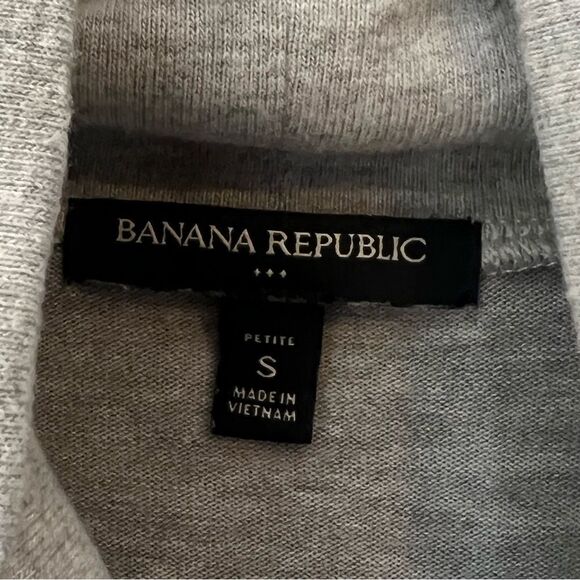 BANANA REPUBLIC
PETITE
S
MADE IN
VIETNAM